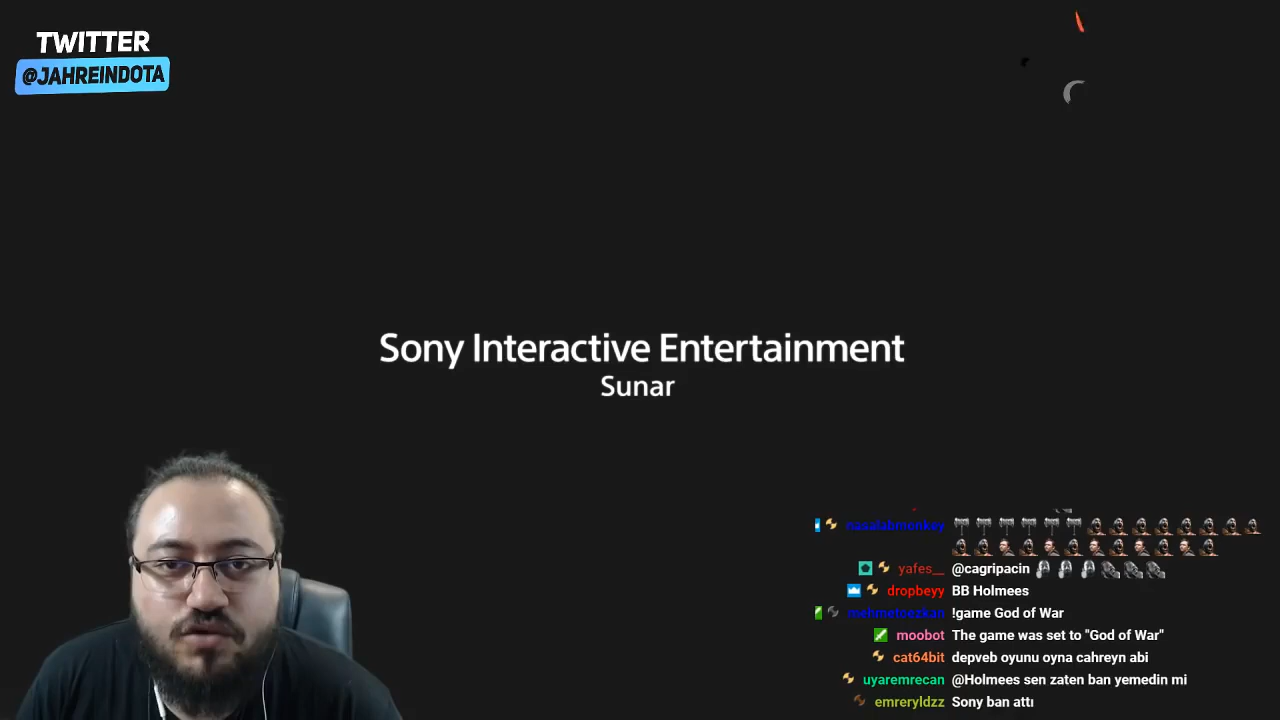 TWITTER
@JAHREINDOTA
Sony Interactive Entertainment
Sunar
nasafabmonkey
yafes__ @cagripacin
dropbeyy BB Holmees
mehmetoezkan !game God of War
moobot The game was set to "God of War"
cat64bit depveb oyunu oyna cahreyn abi
uyaremrecan @Holmees sen zaten ban yemedin mi
emreryldzz Sony ban attı